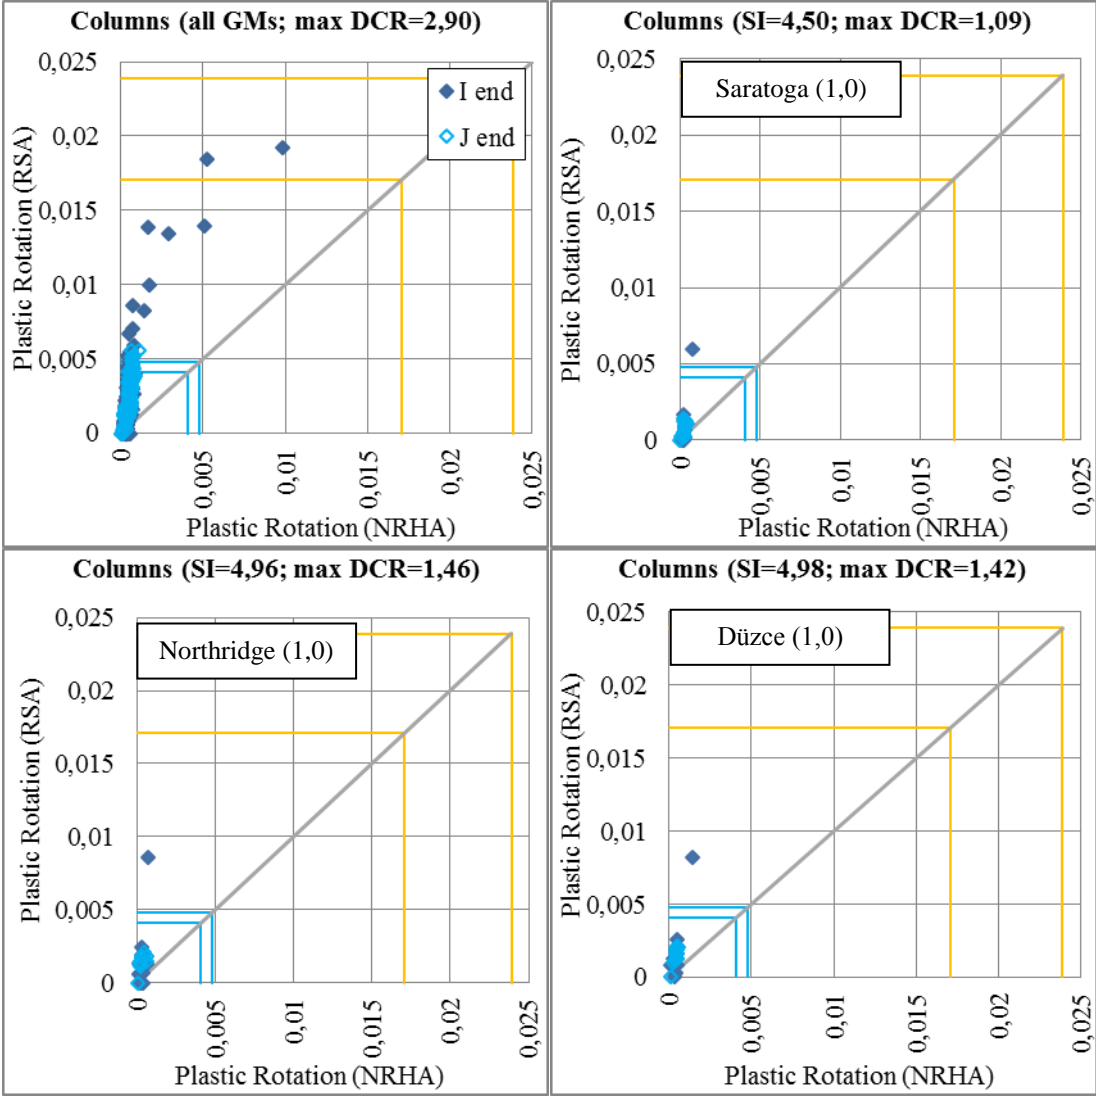 Columns (all GMs; max DCR=2,90)
Plastic Rotation (RSA)
0,025
0,02
0,015
0,01
0,005
0
I end
J end
0
0,005
0,01
0,015
0,02
0,025
Plastic Rotation (NRHA)
Columns (SI=4,50; max DCR=1,09)
Saratoga (1,0)
Plastic Rotation (RSA)
0,025
0,02
0,015
0,01
0,005
0
0
0,005
0,01
0,015
0,02
0,025
Plastic Rotation (NRHA)
Columns (SI=4,96; max DCR=1,46)
Northridge (1,0)
Plastic Rotation (RSA)
0,025
0,02
0,015
0,01
0,005
0
0
0,005
0,01
0,015
0,02
0,025
Plastic Rotation (NRHA)
Columns (SI=4,98; max DCR=1,42)
Düzce (1,0)
Plastic Rotation (RSA)
0,025
0,02
0,015
0,01
0,005
0
0
0,005
0,01
0,015
0,02
0,025
Plastic Rotation (NRHA)